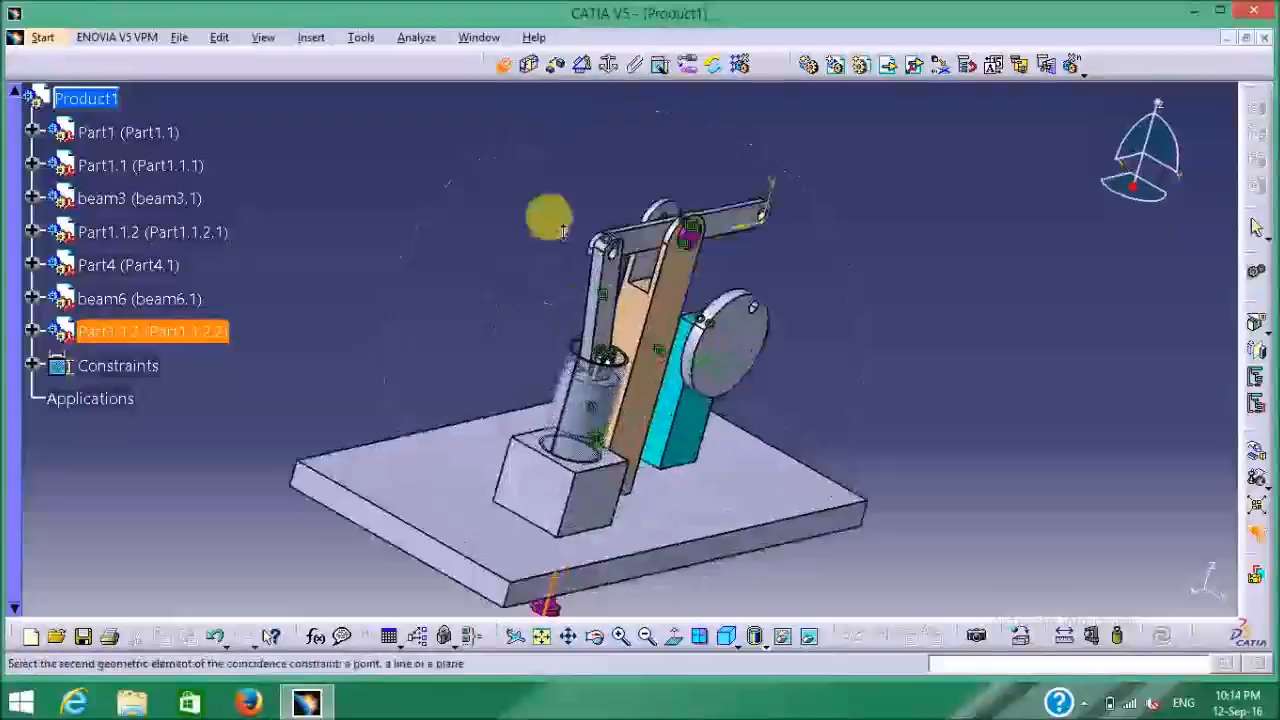 CATIA V5 - [Product1]
Start ENOVIA V5 VPM File Edit View Insert Tools Analyze Window Help
Product1
Part1 (Part1.1)
Part1.1 (Part1.1.1)
beam3 (beam3.1)
Part1.1.2 (Part1.1.2.1)
Part4 (Part4.1)
beam6 (beam6.1)
Part1.1.2 (Part1.1.2.2)
Constraints
Applications
z
z
f(x)
CATIA
Select the second geometric element of the coincidence constraint: a point, a line or a plane
ENG
10:14 PM
12-Sep-16